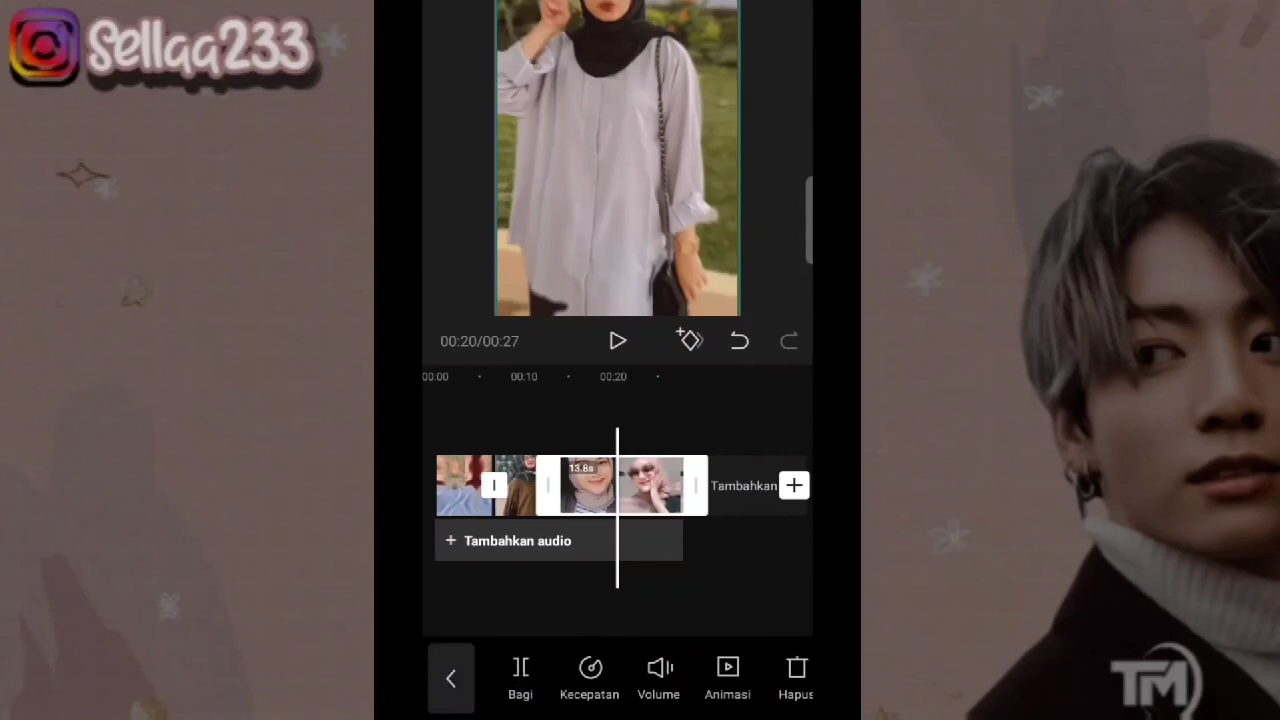 Sellaa233
00:20/00:27
00:00
00:10
00:20
13.8s
Tambahkan
+ Tambahkan audio
Bagi
Kecepatan
Volume
Animasi
Hapus
TM